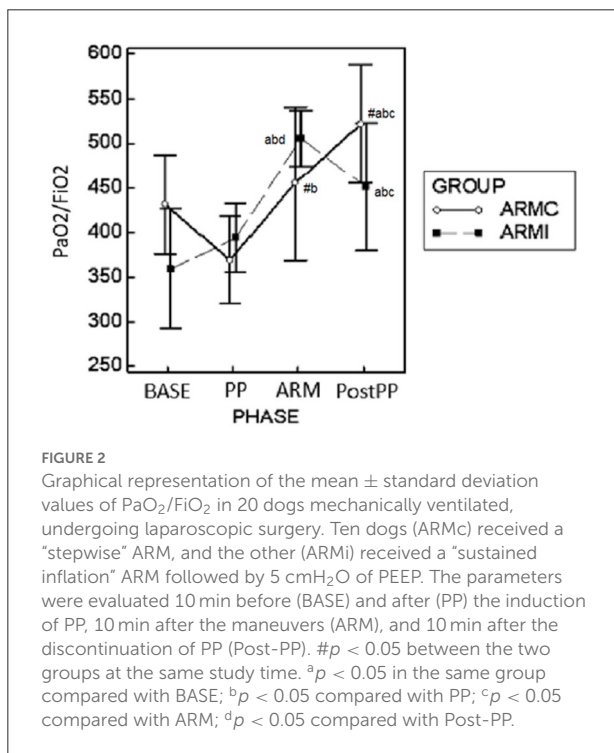 600
550
500
450
400
350
300
250
PaO2/FiO2
abd
#b
#abc
abc
BASE PP ARM PostPP
PHASE
GROUP
ARMC
ARMI
FIGURE 2
Graphical representation of the mean ± standard deviation
values of PaO₂/FiO₂ in 20 dogs mechanically ventilated,
undergoing laparoscopic surgery. Ten dogs (ARMc) received a
"stepwise" ARM, and the other (ARMi) received a "sustained
inflation" ARM followed by 5 cmH₂O of PEEP. The parameters
were evaluated 10 min before (BASE) and after (PP) the induction
of PP, 10 min after the maneuvers (ARM), and 10 min after the
discontinuation of PP (Post-PP). #p < 0.05 between the two
groups at the same study time. ᵃp < 0.05 in the same group
compared with BASE; ᵇp < 0.05 compared with PP; ᶜp < 0.05
compared with ARM; ᵈp < 0.05 compared with Post-PP.